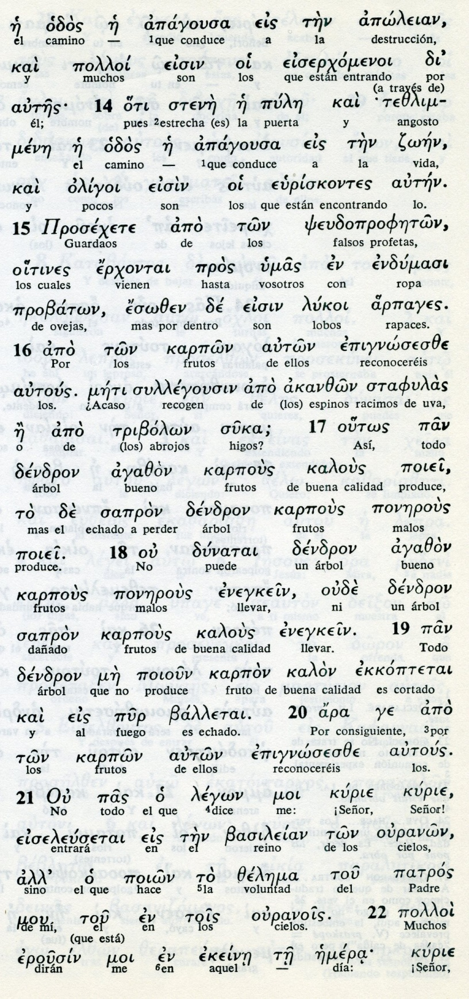 ἡ ὁδὸς ἡ ἀπάγουσα εἰς τὴν ἀπώλειαν,
el camino — 1que conduce a la destrucción,
καὶ πολλοί εἰσιν οἱ εἰσερχόμενοι δι’
y muchos son los que están entrando por
(a través de)
αὐτῆς· 14 ὅτι στενὴ ἡ πύλη καὶ τεθλιμ-
él; pues 2estrecha (es) la puerta y angosto
μένη ἡ ὁδὸς ἡ ἀπάγουσα εἰς τὴν ζωήν,
el camino — 1que conduce a la vida,
καὶ ὀλίγοι εἰσὶν οἱ εὑρίσκοντες αὐτήν.
y pocos son los que están encontrando lo.
15 Προσέχετε ἀπὸ τῶν ψευδοπροφητῶν,
Guardaos de los falsos profetas,
οἵτινες ἔρχονται πρὸς ὑμᾶς ἐν ἐνδύμασι
los cuales vienen hasta vosotros con ropa
προβάτων, ἔσωθεν δέ εἰσιν λύκοι ἅρπαγες.
de ovejas, mas por dentro son lobos rapaces.
16 ἀπὸ τῶν καρπῶν αὐτῶν ἐπιγνώσεσθε
Por los frutos de ellos reconoceréis
αὐτούς. μήτι συλλέγουσιν ἀπὸ ἀκανθῶν σταφυλὰς
los. ¿Acaso recogen de (los) espinos racimos de uva,
ἢ ἀπὸ τριβόλων σῦκα; 17 οὕτως πᾶν
o de (los) abrojos higos? Así, todo
δένδρον ἀγαθὸν καρποὺς καλοὺς ποιεῖ,
árbol bueno frutos de buena calidad produce,
τὸ δὲ σαπρὸν δένδρον καρποὺς πονηροὺς
mas el echado a perder árbol frutos malos
ποιεῖ. 18 οὐ δύναται δένδρον ἀγαθὸν
produce. No puede un árbol bueno
καρποὺς πονηροὺς ἐνεγκεῖν, οὐδὲ δένδρον
frutos malos llevar, ni un árbol
σαπρὸν καρποὺς καλοὺς ἐνεγκεῖν. 19 πᾶν
dañado frutos de buena calidad llevar. Todo
δένδρον μὴ ποιοῦν καρπὸν καλὸν ἐκκόπτεται
árbol que no produce fruto de buena calidad es cortado
καὶ εἰς πῦρ βάλλεται. 20 ἄρα γε ἀπὸ
y al fuego es echado. Por consiguiente, 3por
τῶν καρπῶν αὐτῶν ἐπιγνώσεσθε αὐτους.
los frutos de ellos reconoceréis los.
21 Οὐ πᾶς ὁ λέγων μοι κύριε κύριε,
No todo el que 4dice me: ¡Señor, Señor!
εἰσελεύσεται εἰς τὴν βασιλείαν τῶν οὐρανῶν,
entrará en el reino de los cielos,
ἀλλ’ ὁ ποιῶν τὸ θέλημα τοῦ πατρός
sino el que hace 5la voluntad del Padre
μου, τοῦ ἐν τοῖς οὐρανοῖς. 22 πολλοὶ
de mí, el en los cielos. Muchos
(que está)
ἐροῦσίν μοι ἐν ἐκείνῃ τῇ ἡμέρᾳ· κύριε
dirán me 6en aquel — día: ¡Señor,